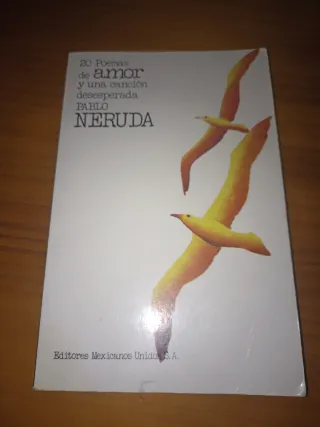 20 Poemas
de amor
y una canción
desesperada
PABLO
NERUDA
Editores Mexicanos Unidos, S.A.